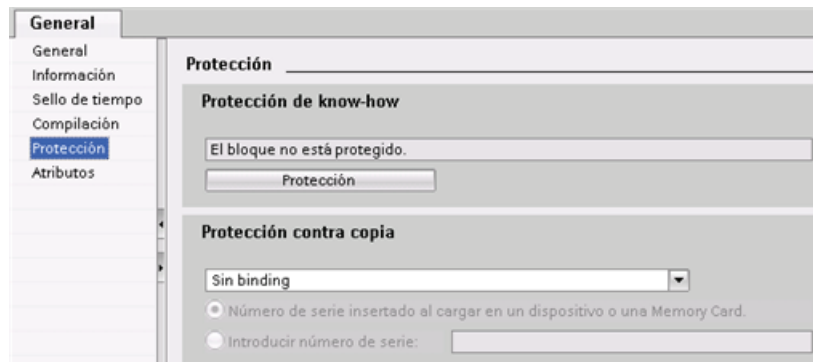 General
General
Información
Sello de tiempo
Compilación
Protección
Atributos
Protección
Protección de know-how
El bloque no está protegido.
Protección
Protección contra copia
Sin binding
Número de serie insertado al cargar en un dispositivo o una Memory Card.
Introducir número de serie: